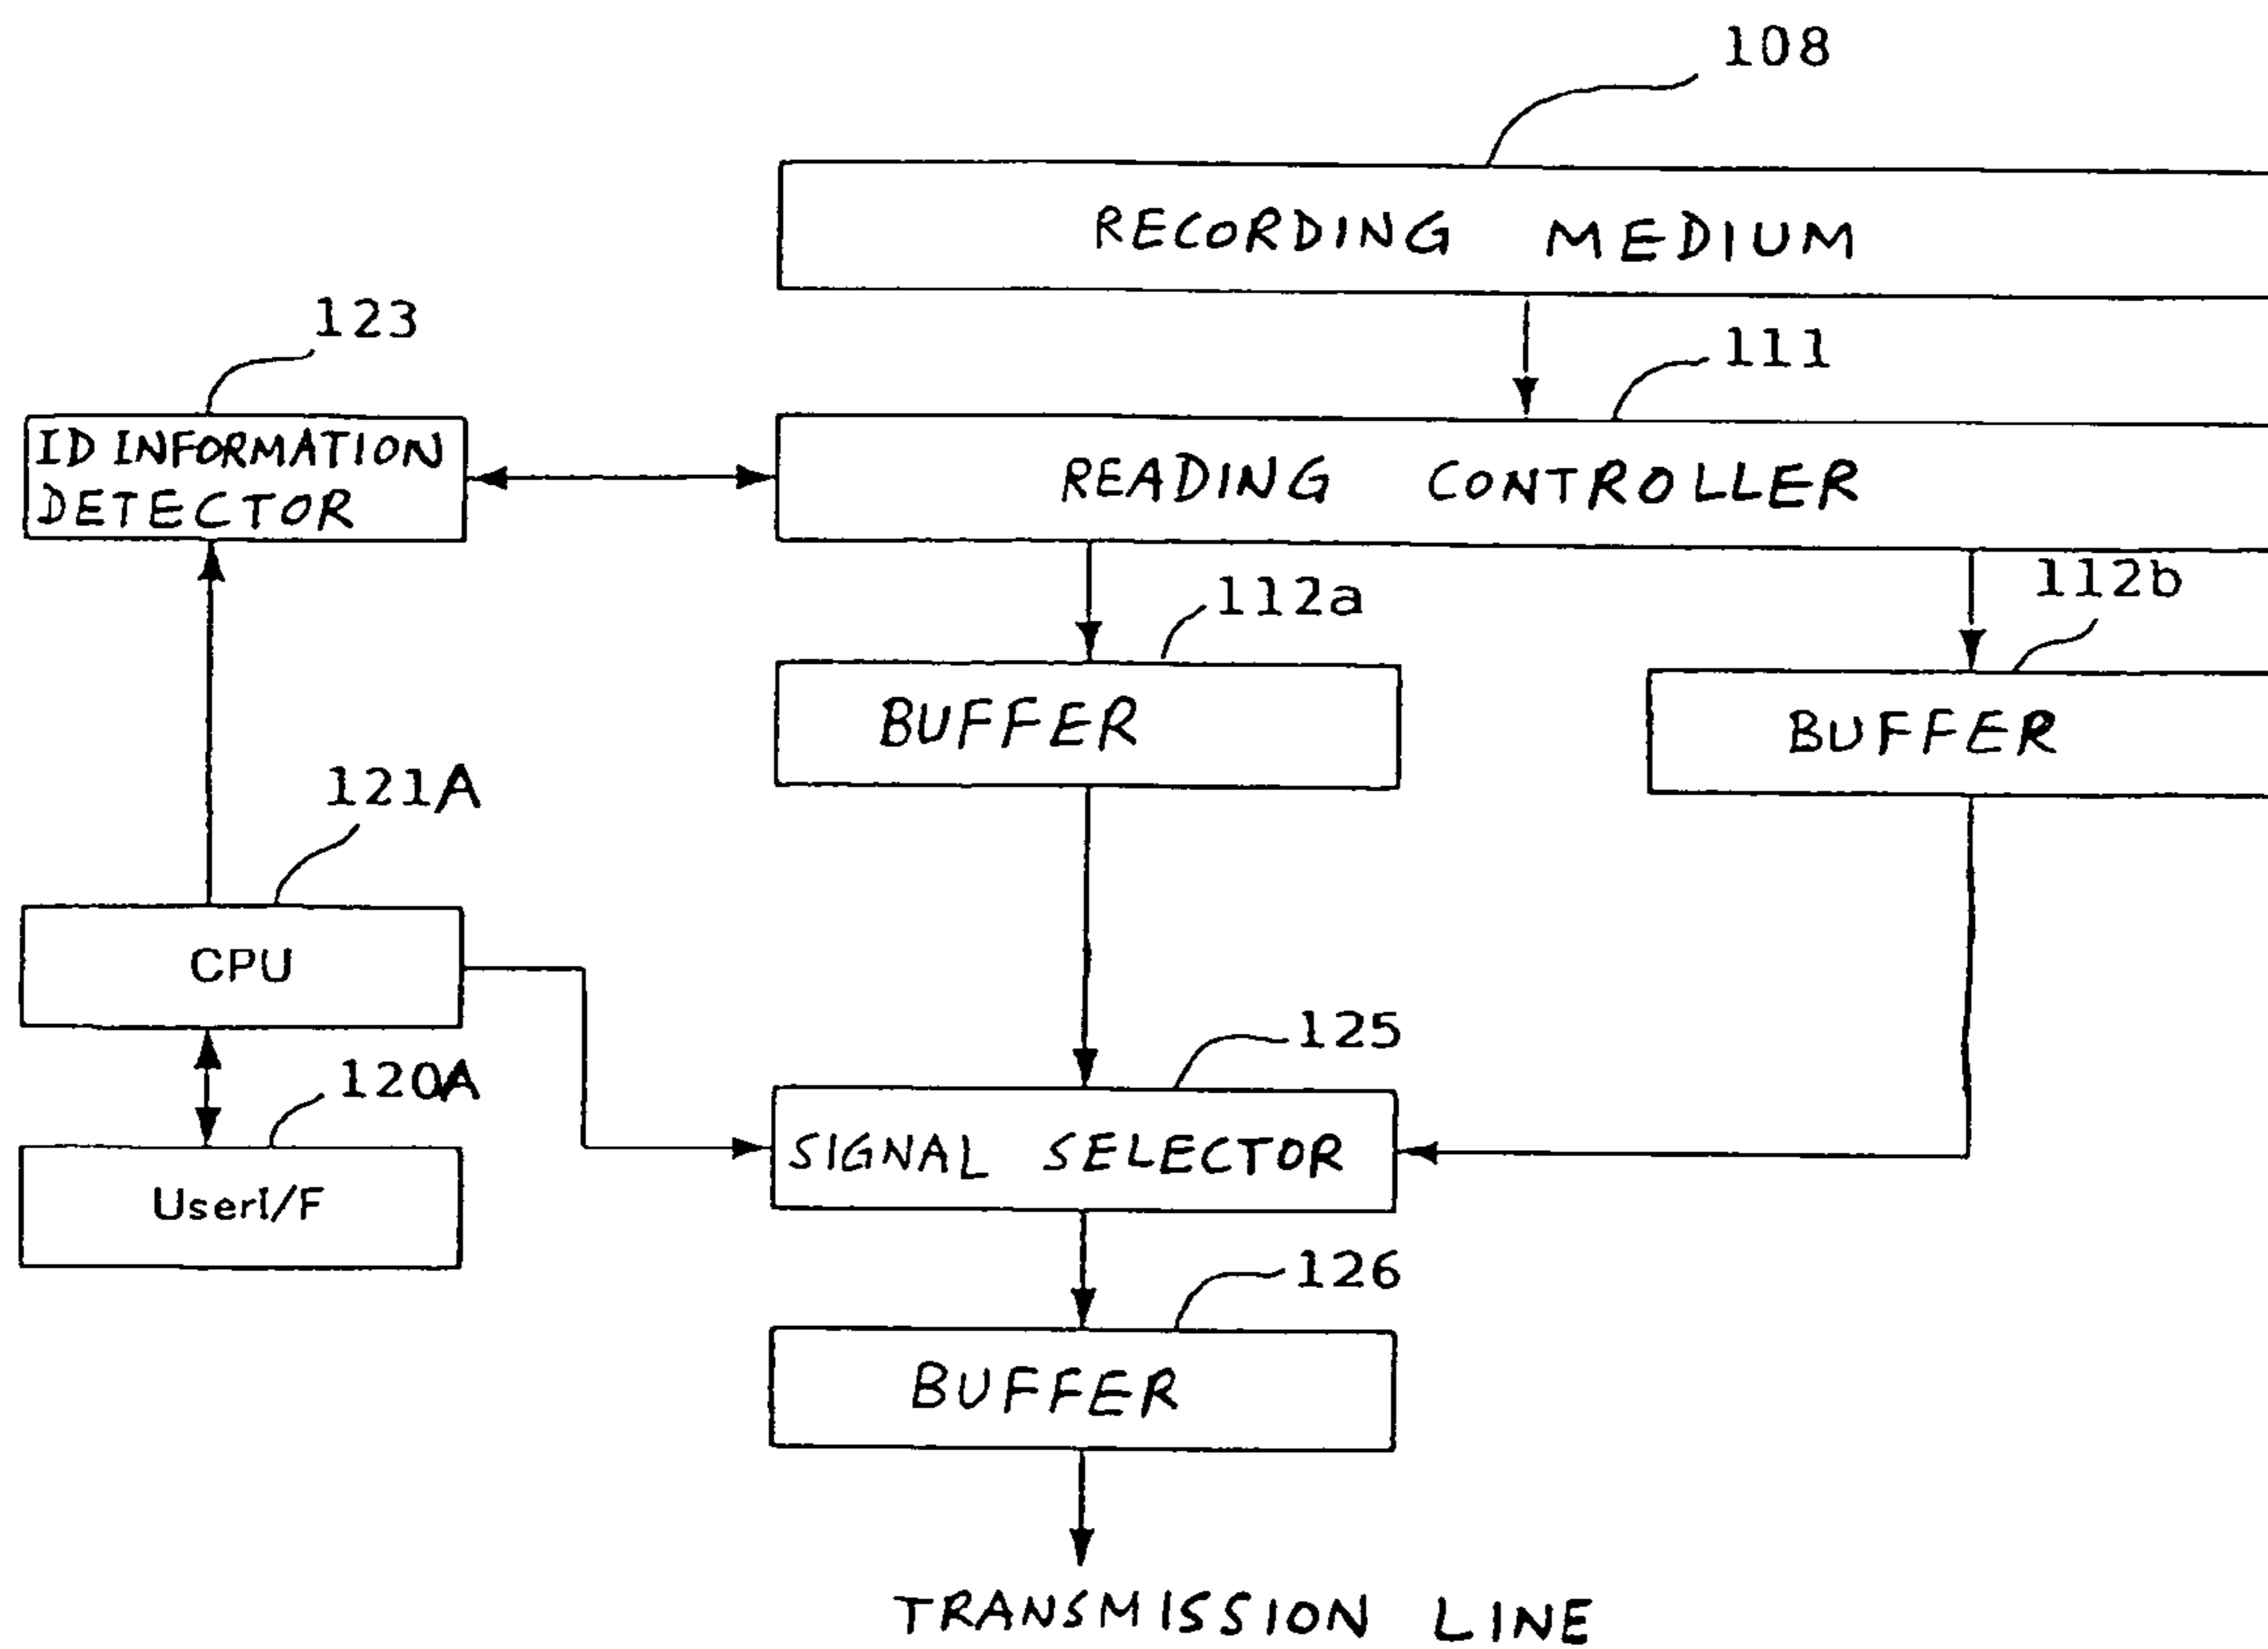 108
RECORDING MEDIUM
123
111
ID INFORMATION
DETECTOR
READING CONTROLLER
112a
112b
BUFFER
BUFFER
121A
CPU
125
120A
SIGNAL SELECTOR
UserI/F
126
BUFFER
TRANSMISSION LINE